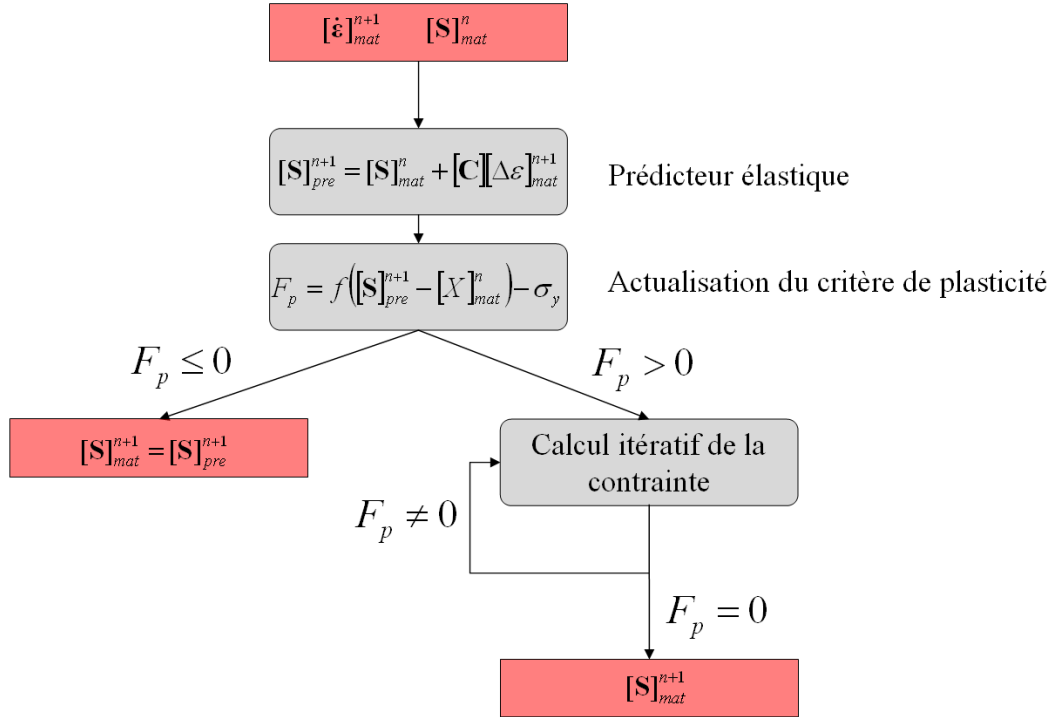 [ε̇]ⁿ⁺¹ₘₐₜ [S]ⁿₘₐₜ
[S]ⁿ⁺¹ₚᵣₑ = [S]ⁿₘₐₜ + [C][Δε]ⁿ⁺¹ₘₐₜ
Prédicteur élastique
Fₚ = f([S]ⁿ⁺¹ₚᵣₑ − [X]ⁿₘₐₜ) − σ_y
Actualisation du critère de plasticité
Fₚ ≤ 0
Fₚ > 0
[S]ⁿ⁺¹ₘₐₜ = [S]ⁿ⁺¹ₚᵣₑ
Calcul itératif de la
contrainte
Fₚ ≠ 0
Fₚ = 0
[S]ⁿ⁺¹ₘₐₜ